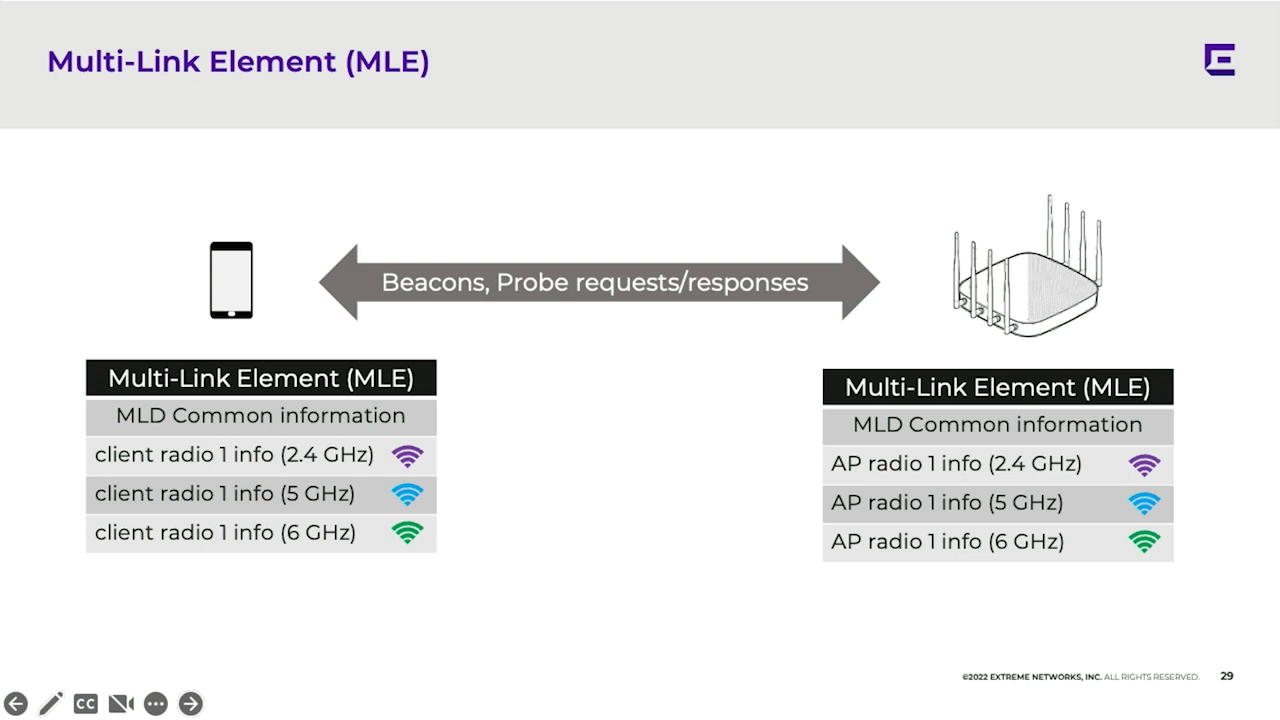 Multi-Link Element (MLE)
Beacons, Probe requests/responses
Multi-Link Element (MLE)
MLD Common information
client radio 1 info (2.4 GHz)
client radio 1 info (5 GHz)
client radio 1 info (6 GHz)
Multi-Link Element (MLE)
MLD Common information
AP radio 1 info (2.4 GHz)
AP radio 1 info (5 GHz)
AP radio 1 info (6 GHz)
©2022 EXTREME NETWORKS, INC. ALL RIGHTS RESERVED. 29
CC